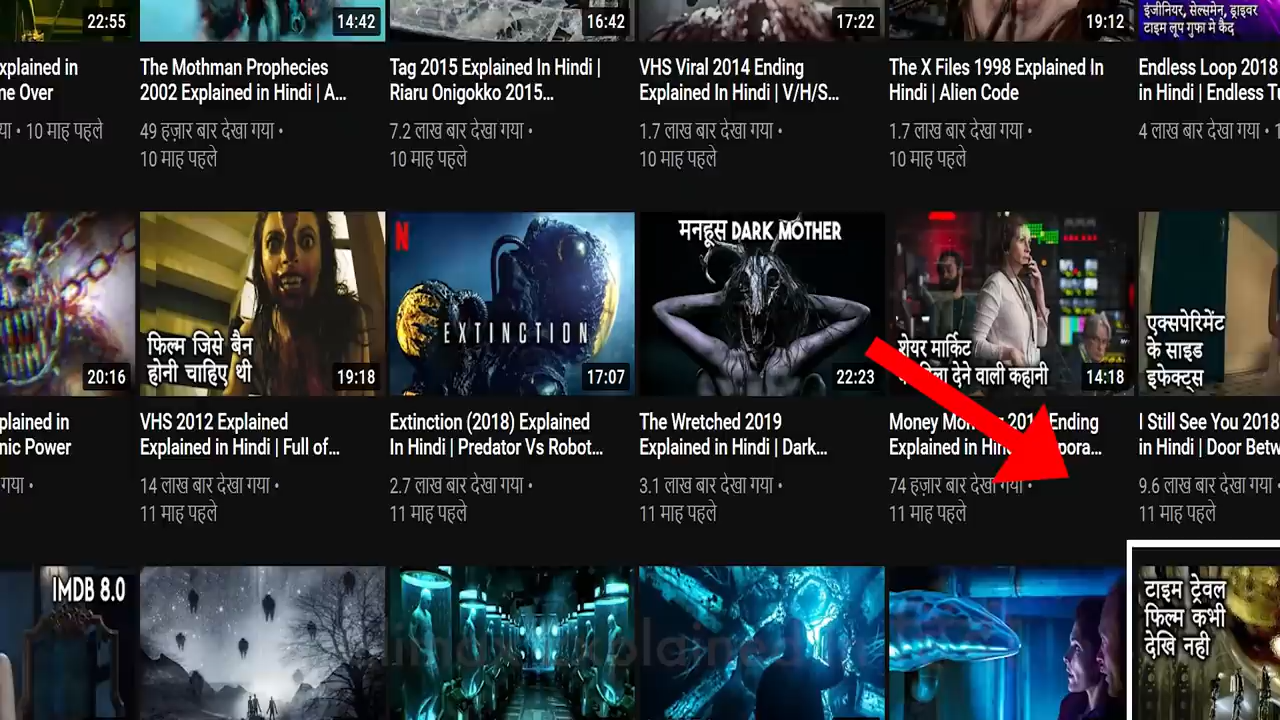 22:55
14:42
16:42
17:22
19:12
इंजीनियर, सेल्समेन, ड्राइवर
टाइम लूप गुफा मे कैद
xplained in
me Over
The Mothman Prophecies
2002 Explained in Hindi | A...
Tag 2015 Explained In Hindi |
Riaru Onigokko 2015...
VHS Viral 2014 Ending
Explained In Hindi | V/H/S...
The X Files 1998 Explained In
Hindi | Alien Code
Endless Loop 2018
in Hindi | Endless
10 माह पहले
49 हज़ार बार देखा गया •
10 माह पहले
7.2 लाख बार देखा गया •
10 माह पहले
1.7 लाख बार देखा गया •
10 माह पहले
1.7 लाख बार देखा गया •
10 माह पहले
4 लाख बार देखा गया •
20:16
फिल्म जिसे बैन
होनी चाहिए थी
19:18
N
EXTINCTION
17:07
मनहूस DARK MOTHER
22:23
शेयर मार्किट
देने वाली कहानी
14:18
एक्सपेरिमेंट
के साइड
इफेक्ट्स
plained in
nic Power
VHS 2012 Explained
Explained in Hindi | Full of...
Extinction (2018) Explained
In Hindi | Predator Vs Robot...
The Wretched 2019
Explained in Hindi | Dark...
Money Ending
Explained in
I Still See You 2018
in Hindi | Door
गया •
14 लाख बार देखा गया •
11 माह पहले
2.7 लाख बार देखा गया •
11 माह पहले
3.1 लाख बार देखा गया •
11 माह पहले
74 हज़ार बार देखा गया •
11 माह पहले
9.6 लाख बार देखा गया •
11 माह पहले
IMDB 8.0
टाइम ट्रेवल
फिल्म कभी
देखि नही